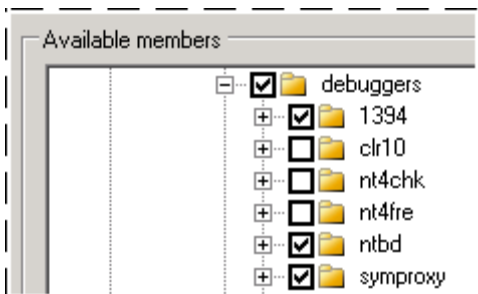 Available members
debuggers
1394
clr10
nt4chk
nt4fre
ntbd
symproxy